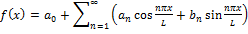 f(x) = a₀ + ∑ₙ₌₁^∞ (aₙ cos nπx/L + bₙ sin nπx/L)